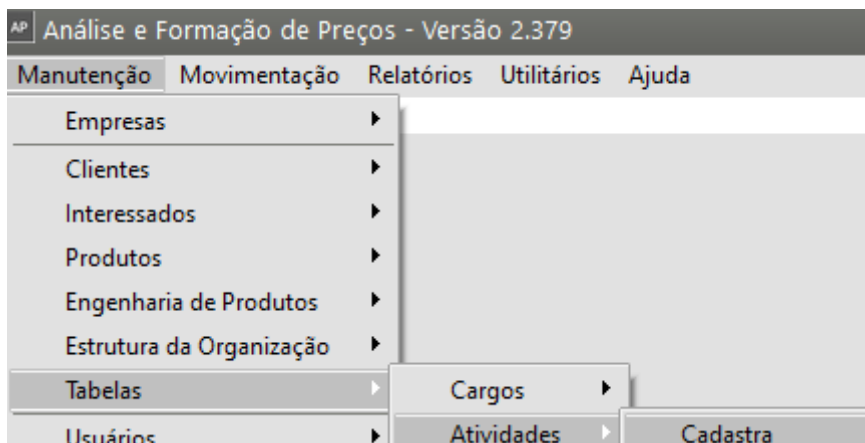 AP Análise e Formação de Preços - Versão 2.379
Manutenção Movimentação Relatórios Utilitários Ajuda
Empresas
Clientes
Interessados
Produtos
Engenharia de Produtos
Estrutura da Organização
Tabelas Cargos
Usuários Atividades Cadastra